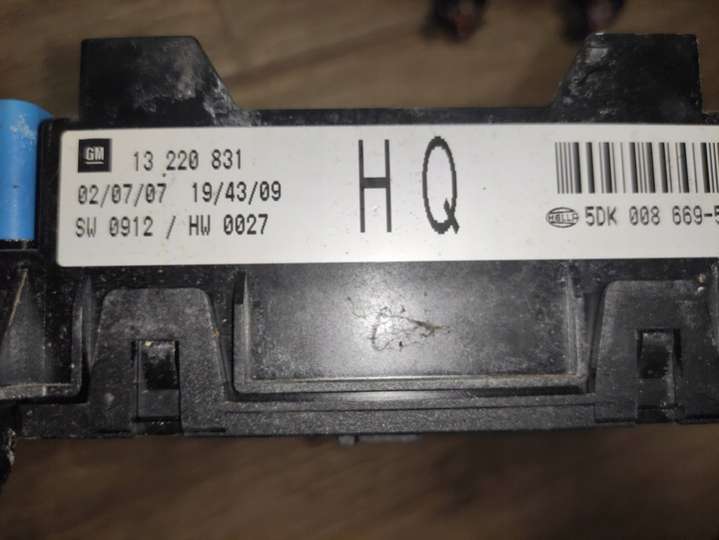 GM 13 220 831
02/07/07 19/43/09
SW 0912 / HW 0027
HQ
HELLA 5DK 008 669-5